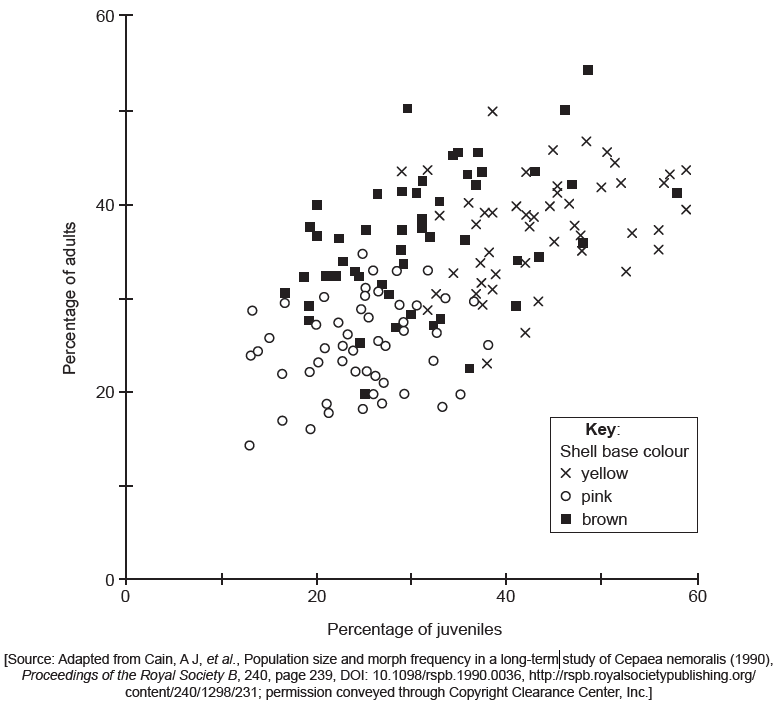 60
40
20
0
Percentage of adults
0
20
40
60
Percentage of juveniles
Key:
Shell base colour
yellow
pink
brown
[Source: Adapted from Cain, A J, et al., Population size and morph frequency in a long-term study of Cepaea nemoralis (1990),
Proceedings of the Royal Society B, 240, page 239, DOI: 10.1098/rspb.1990.0036, http://rspb.royalsocietypublishing.org/
content/240/1298/231; permission conveyed through Copyright Clearance Center, Inc.]